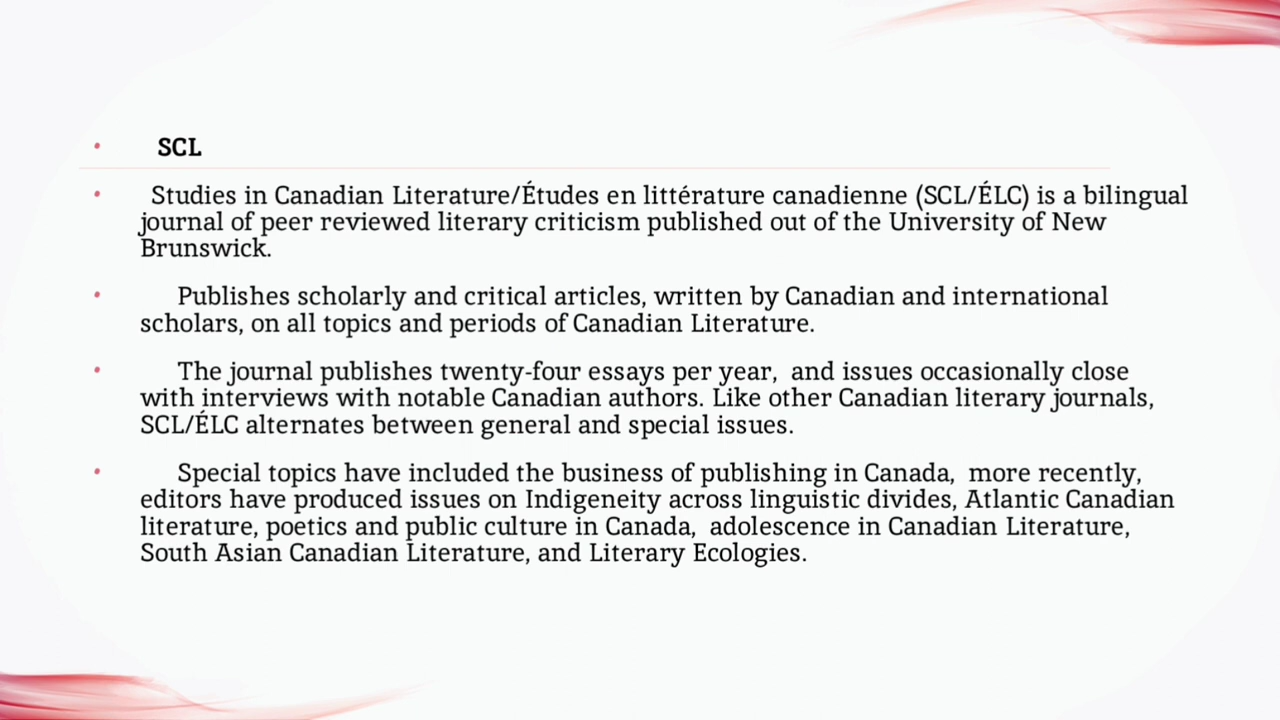 • SCL
• Studies in Canadian Literature/Études en littérature canadienne (SCL/ÉLC) is a bilingual
journal of peer reviewed literary criticism published out of the University of New
Brunswick.
• Publishes scholarly and critical articles, written by Canadian and international
scholars, on all topics and periods of Canadian Literature.
• The journal publishes twenty-four essays per year,  and issues occasionally close
with interviews with notable Canadian authors. Like other Canadian literary journals,
SCL/ÉLC alternates between general and special issues.
• Special topics have included the business of publishing in Canada,  more recently,
editors have produced issues on Indigeneity across linguistic divides, Atlantic Canadian
literature, poetics and public culture in Canada,  adolescence in Canadian Literature,
South Asian Canadian Literature, and Literary Ecologies.